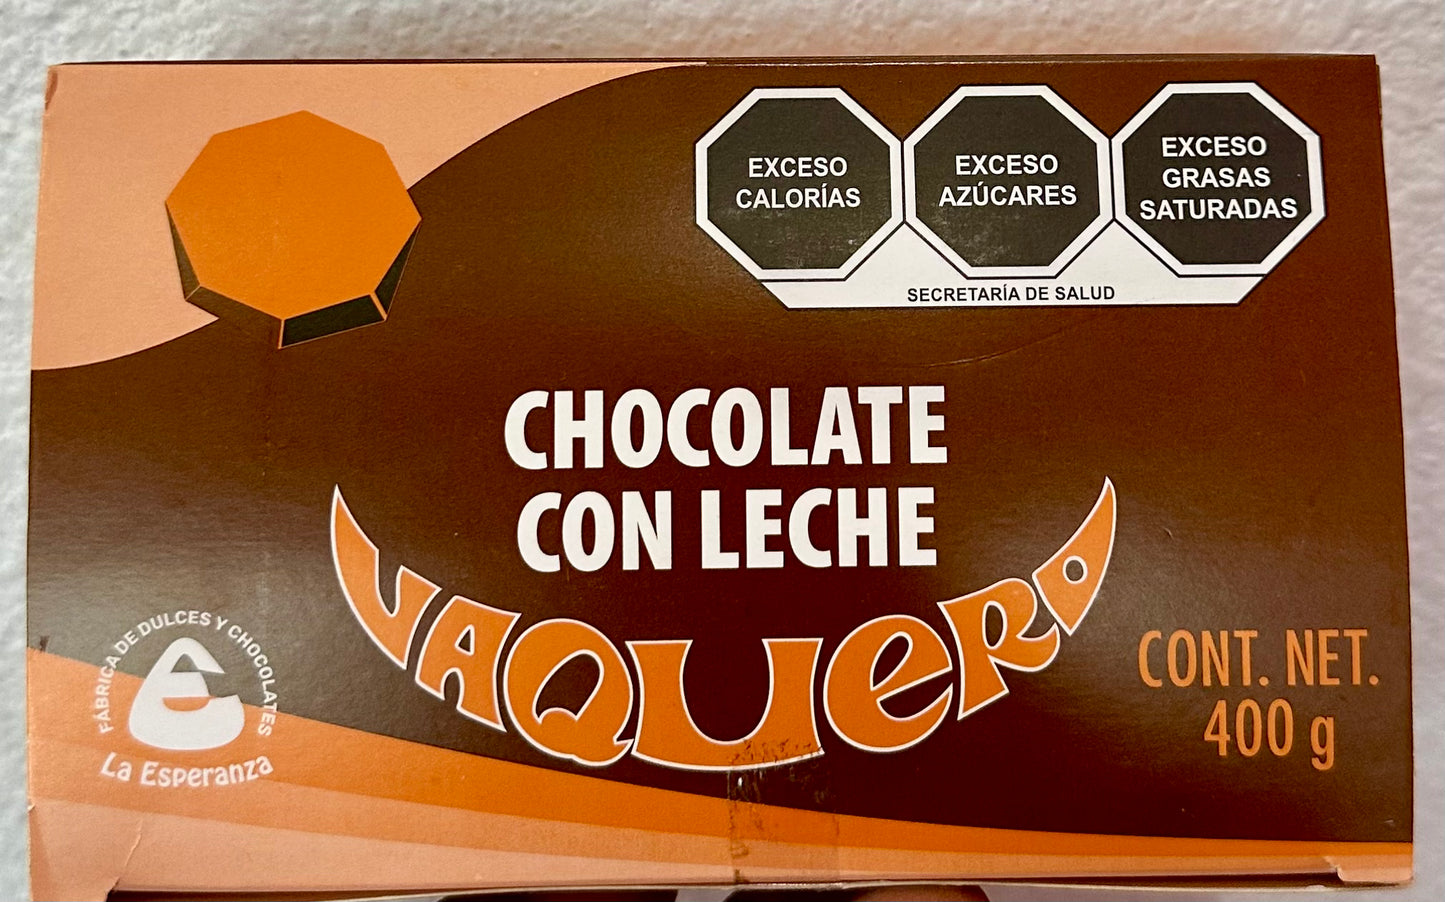 EXCESO
CALORÍAS
EXCESO
AZÚCARES
EXCESO
GRASAS
SATURADAS
SECRETARÍA DE SALUD
CHOCOLATE
CON LECHE
VAQUERO
CONT. NET.
400 g
FÁBRICA DE DULCES Y CHOCOLATES
La Esperanza